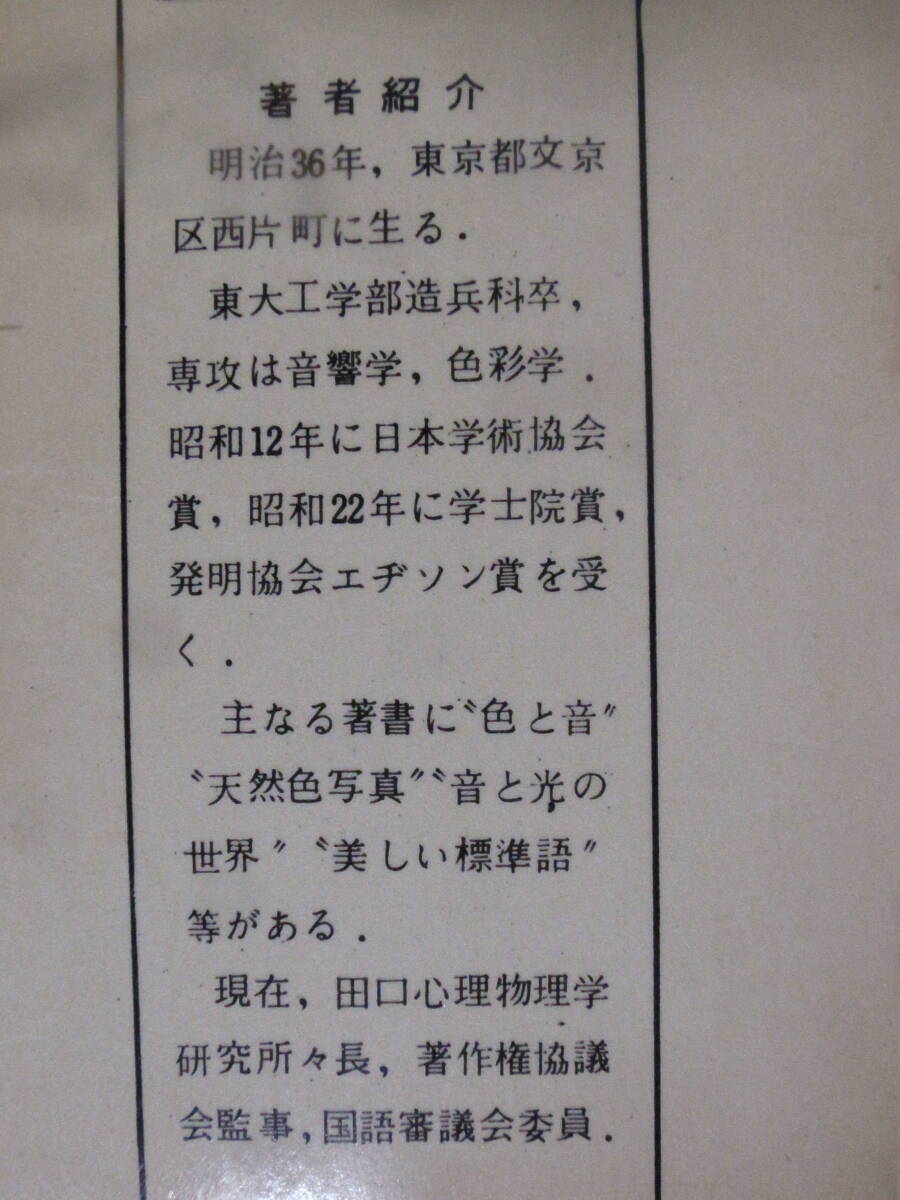 著者紹介
明治36年，東京都文京
区西片町に生る．
東大工学部造兵科卒，
専攻は音響学，色彩学．
昭和12年に日本学術協会
賞，昭和22年に学士院賞，
発明協会エヂソン賞を受
く．
主なる著書に〝色と音〟
〝天然色写真〟〝音と光の
世界〟〝美しい標準語〟
等がある．
現在，田口心理物理学
研究所々長，著作権協議
会監事，国語審議会委員．